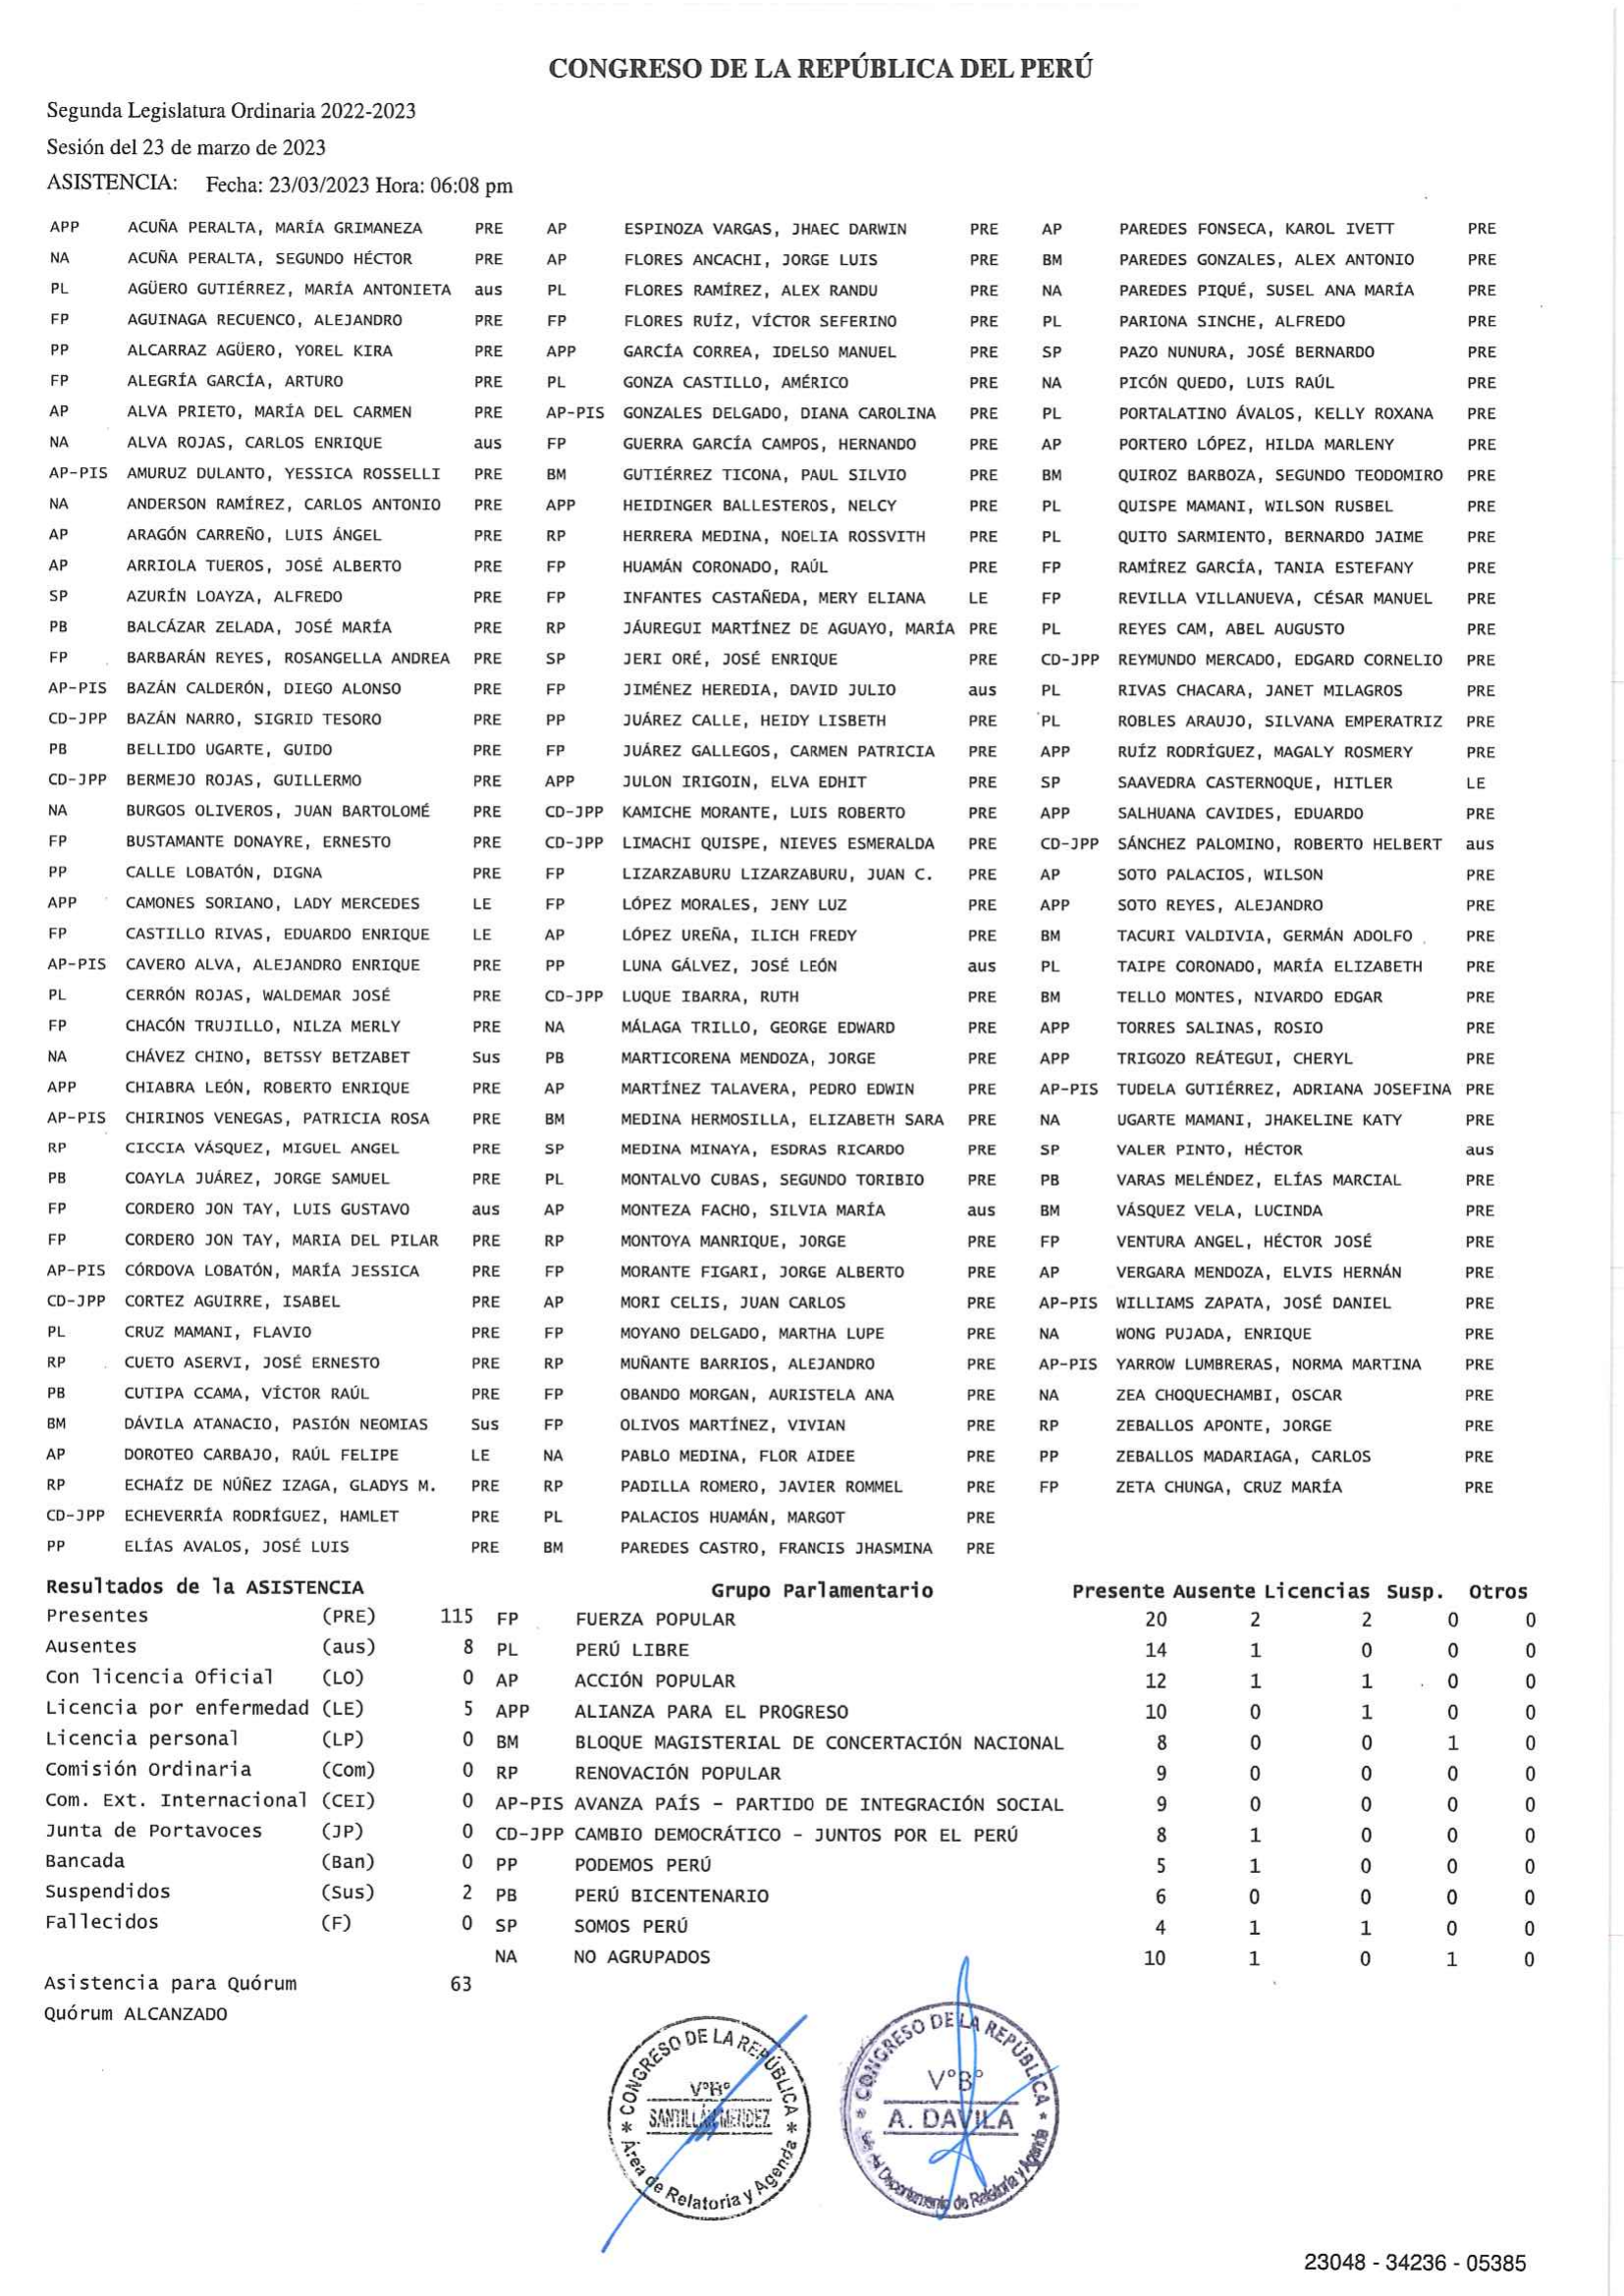 CONGRESO DE LA REPÚBLICA DEL PERÚ
Segunda Legislatura Ordinaria 2022-2023
Sesión del 23 de marzo de 2023
ASISTENCIA: Fecha: 23/03/2023 Hora: 06:08 pm
APP ACUÑA PERALTA, MARÍA GRIMANEZA PRE AP ESPINOZA VARGAS, JHAEC DARWIN PRE AP PAREDES FONSECA, KAROL IVETT PRE
NA ACUÑA PERALTA, SEGUNDO HÉCTOR PRE AP FLORES ANCACHI, JORGE LUIS PRE BM PAREDES GONZALES, ALEX ANTONIO PRE
PL AGÜERO GUTIÉRREZ, MARÍA ANTONIETA aus PL FLORES RAMÍREZ, ALEX RANDU PRE NA PAREDES PIQUÉ, SUSEL ANA MARÍA PRE
FP AGUINAGA RECUENCO, ALEJANDRO PRE FP FLORES RUÍZ, VÍCTOR SEFERINO PRE PL PARIONA SINCHE, ALFREDO PRE
PP ALCARRAZ AGÜERO, YOREL KIRA PRE APP GARCÍA CORREA, IDELSO MANUEL PRE SP PAZO NUNURA, JOSÉ BERNARDO PRE
FP ALEGRÍA GARCÍA, ARTURO PRE PL GONZA CASTILLO, AMÉRICO PRE NA PICÓN QUEDO, LUIS RAÚL PRE
AP ALVA PRIETO, MARÍA DEL CARMEN PRE AP-PIS GONZALES DELGADO, DIANA CAROLINA PRE PL PORTALATINO ÁVALOS, KELLY ROXANA PRE
NA ALVA ROJAS, CARLOS ENRIQUE aus FP GUERRA GARCÍA CAMPOS, HERNANDO PRE AP PORTERO LÓPEZ, HILDA MARLENY PRE
AP-PIS AMURUZ DULANTO, YESSICA ROSSELLI PRE BM GUTIÉRREZ TICONA, PAUL SILVIO PRE BM QUIROZ BARBOZA, SEGUNDO TEODOMIRO PRE
NA ANDERSON RAMÍREZ, CARLOS ANTONIO PRE APP HEIDINGER BALLESTEROS, NELCY PRE PL QUISPE MAMANI, WILSON RUSBEL PRE
AP ARAGÓN CARREÑO, LUIS ÁNGEL PRE RP HERRERA MEDINA, NOELIA ROSSVITH PRE PL QUITO SARMIENTO, BERNARDO JAIME PRE
AP ARRIOLA TUEROS, JOSÉ ALBERTO PRE FP HUAMÁN CORONADO, RAÚL PRE FP RAMÍREZ GARCÍA, TANIA ESTEFANY PRE
SP AZURÍN LOAYZA, ALFREDO PRE FP INFANTES CASTAÑEDA, MERY ELIANA LE FP REVILLA VILLANUEVA, CÉSAR MANUEL PRE
PB BALCÁZAR ZELADA, JOSÉ MARÍA PRE RP JÁUREGUI MARTÍNEZ DE AGUAYO, MARÍA PRE PL REYES CAM, ABEL AUGUSTO PRE
FP BARBARÁN REYES, ROSANGELLA ANDREA PRE SP JERI ORÉ, JOSÉ ENRIQUE PRE CD-JPP REYMUNDO MERCADO, EDGARD CORNELIO PRE
AP-PIS BAZÁN CALDERÓN, DIEGO ALONSO PRE FP JIMÉNEZ HEREDIA, DAVID JULIO aus PL RIVAS CHACARA, JANET MILAGROS PRE
CD-JPP BAZÁN NARRO, SIGRID TESORO PRE PP JUÁREZ CALLE, HEIDY LISBETH PRE PL ROBLES ARAUJO, SILVANA EMPERATRIZ PRE
PB BELLIDO UGARTE, GUIDO PRE FP JUÁREZ GALLEGOS, CARMEN PATRICIA PRE APP RUÍZ RODRÍGUEZ, MAGALY ROSMERY PRE
CD-JPP BERMEJO ROJAS, GUILLERMO PRE APP JULON IRIGOIN, ELVA EDHIT PRE SP SAAVEDRA CASTERNOQUE, HITLER LE
NA BURGOS OLIVEROS, JUAN BARTOLOMÉ PRE CD-JPP KAMICHE MORANTE, LUIS ROBERTO PRE APP SALHUANA CAVIDES, EDUARDO PRE
FP BUSTAMANTE DONAYRE, ERNESTO PRE CD-JPP LIMACHI QUISPE, NIEVES ESMERALDA PRE CD-JPP SÁNCHEZ PALOMINO, ROBERTO HELBERT aus
PP CALLE LOBATÓN, DIGNA PRE FP LIZARZABURU LIZARZABURU, JUAN C. PRE AP SOTO PALACIOS, WILSON PRE
APP CAMONES SORIANO, LADY MERCEDES LE FP LÓPEZ MORALES, JENY LUZ PRE APP SOTO REYES, ALEJANDRO PRE
FP CASTILLO RIVAS, EDUARDO ENRIQUE LE AP LÓPEZ UREÑA, ILICH FREDY PRE BM TACURI VALDIVIA, GERMÁN ADOLFO PRE
AP-PIS CAVERO ALVA, ALEJANDRO ENRIQUE PRE PP LUNA GÁLVEZ, JOSÉ LEÓN aus PL TAIPE CORONADO, MARÍA ELIZABETH PRE
PL CERRÓN ROJAS, WALDEMAR JOSÉ PRE CD-JPP LUQUE IBARRA, RUTH PRE BM TELLO MONTES, NIVARDO EDGAR PRE
FP CHACÓN TRUJILLO, NILZA MERLY PRE NA MÁLAGA TRILLO, GEORGE EDWARD PRE APP TORRES SALINAS, ROSIO PRE
NA CHÁVEZ CHINO, BETSSY BETZABET Sus PB MARTICORENA MENDOZA, JORGE PRE APP TRIGOZO REÁTEGUI, CHERYL PRE
APP CHIABRA LEÓN, ROBERTO ENRIQUE PRE AP MARTÍNEZ TALAVERA, PEDRO EDWIN PRE AP-PIS TUDELA GUTIÉRREZ, ADRIANA JOSEFINA PRE
AP-PIS CHIRINOS VENEGAS, PATRICIA ROSA PRE BM MEDINA HERMOSILLA, ELIZABETH SARA PRE NA UGARTE MAMANI, JHAKELINE KATY PRE
RP CICCIA VÁSQUEZ, MIGUEL ANGEL PRE SP MEDINA MINAYA, ESDRAS RICARDO PRE SP VALER PINTO, HÉCTOR aus
PB COAYLA JUÁREZ, JORGE SAMUEL PRE PL MONTALVO CUBAS, SEGUNDO TORIBIO PRE PB VARAS MELÉNDEZ, ELÍAS MARCIAL PRE
FP CORDERO JON TAY, LUIS GUSTAVO aus AP MONTEZA FACHO, SILVIA MARÍA aus BM VÁSQUEZ VELA, LUCINDA PRE
FP CORDERO JON TAY, MARIA DEL PILAR PRE RP MONTOYA MANRIQUE, JORGE PRE FP VENTURA ANGEL, HÉCTOR JOSÉ PRE
AP-PIS CÓRDOVA LOBATÓN, MARÍA JESSICA PRE FP MORANTE FIGARI, JORGE ALBERTO PRE AP VERGARA MENDOZA, ELVIS HERNÁN PRE
CD-JPP CORTEZ AGUIRRE, ISABEL PRE AP MORI CELIS, JUAN CARLOS PRE AP-PIS WILLIAMS ZAPATA, JOSÉ DANIEL PRE
PL CRUZ MAMANI, FLAVIO PRE FP MOYANO DELGADO, MARTHA LUPE PRE NA WONG PUJADA, ENRIQUE PRE
RP CUETO ASERVI, JOSÉ ERNESTO PRE RP MUÑANTE BARRIOS, ALEJANDRO PRE AP-PIS YARROW LUMBRERAS, NORMA MARTINA PRE
PB CUTIPA CCAMA, VÍCTOR RAÚL PRE FP OBANDO MORGAN, AURISTELA ANA PRE NA ZEA CHOQUECHAMBI, OSCAR PRE
BM DÁVILA ATANACIO, PASIÓN NEOMIAS Sus FP OLIVOS MARTÍNEZ, VIVIAN PRE RP ZEBALLOS APONTE, JORGE PRE
AP DOROTEO CARBAJO, RAÚL FELIPE LE NA PABLO MEDINA, FLOR AIDEE PRE PP ZEBALLOS MADARIAGA, CARLOS PRE
RP ECHAÍZ DE NÚÑEZ IZAGA, GLADYS M. PRE RP PADILLA ROMERO, JAVIER ROMMEL PRE FP ZETA CHUNGA, CRUZ MARÍA PRE
CD-JPP ECHEVERRÍA RODRÍGUEZ, HAMLET PRE PL PALACIOS HUAMÁN, MARGOT PRE
PP ELÍAS AVALOS, JOSÉ LUIS PRE BM PAREDES CASTRO, FRANCIS JHASMINA PRE
Resultados de la ASISTENCIA Grupo Parlamentario Presente Ausente Licencias Susp. Otros
Presentes (PRE) 115 FP FUERZA POPULAR 20 2 2 0 0
Ausentes (aus) 8 PL PERÚ LIBRE 14 1 0 0 0
Con licencia Oficial (LO) 0 AP ACCIÓN POPULAR 12 1 1 0 0
Licencia por enfermedad (LE) 5 APP ALIANZA PARA EL PROGRESO 10 0 1 0 0
Licencia personal (LP) 0 BM BLOQUE MAGISTERIAL DE CONCERTACIÓN NACIONAL 8 0 0 1 0
Comisión Ordinaria (Com) 0 RP RENOVACIÓN POPULAR 9 0 0 0 0
Com. Ext. Internacional (CEI) 0 AP-PIS AVANZA PAÍS - PARTIDO DE INTEGRACIÓN SOCIAL 9 0 0 0 0
Junta de Portavoces (JP) 0 CD-JPP CAMBIO DEMOCRÁTICO - JUNTOS POR EL PERÚ 8 1 0 0 0
Bancada (Ban) 0 PP PODEMOS PERÚ 5 1 0 0 0
Suspendidos (Sus) 2 PB PERÚ BICENTENARIO 6 0 0 0 0
Fallecidos (F) 0 SP SOMOS PERÚ 4 1 1 0 0
NA NO AGRUPADOS 10 1 0 1 0
Asistencia para Quórum 63
Quórum ALCANZADO
CONGRESO DE LA REPÚBLICA
V°B°
SANTILLÁN MENDEZ
Área de Relatoría y Agenda
CONGRESO DE LA REPÚBLICA
V°B°
A. DAVILA
del Departamento de Relatoría y Agenda
23048 - 34236 - 05385